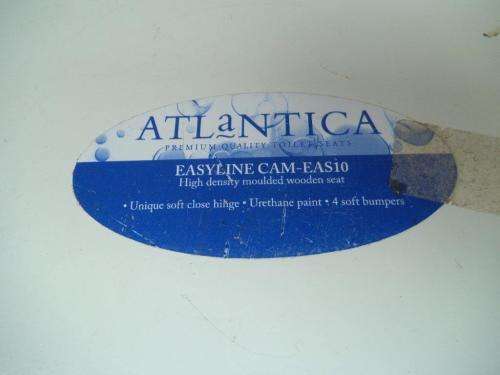 ATLaNTICA
PREMIUM QUALITY TOILET SEATS
EASYLINE CAM-EAS10
High density moulded wooden seat
• Unique soft close hinge • Urethane paint • 4 soft bumpers